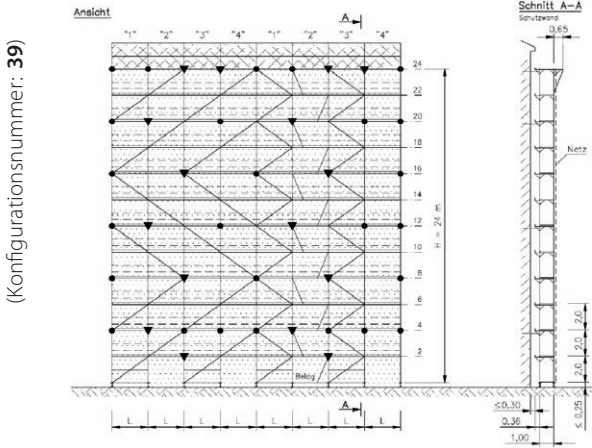 (Konfigurationsnummer: 39)
Ansicht
A
"1" "2" "3" "4" "1" "2" "3" "4"
24
22
20
18
16
14
12
10
8
6
4
2
H = 24 m
Belag
A
L L L L L L L L
Schnitt A-A
Schutzwand
0,65
Netz
2,0
2,0
2,0
≤ 0,25
≤0,30
0,36
1,00